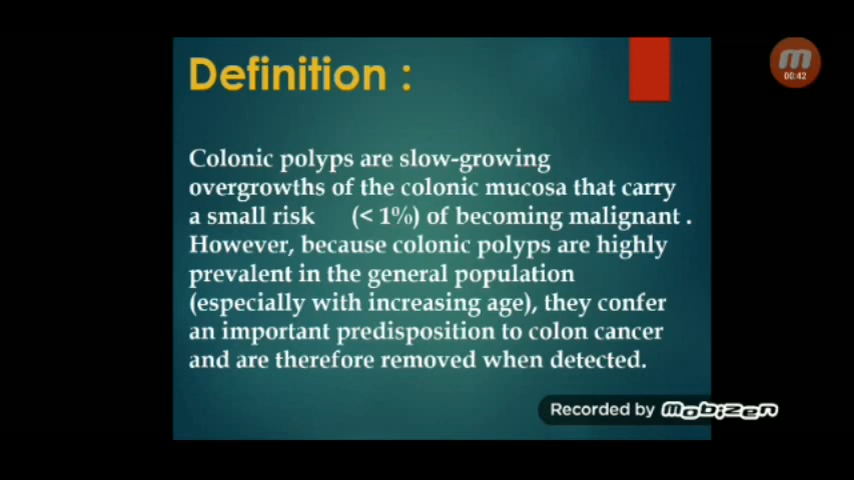 Definition :
00:42
Colonic polyps are slow-growing
overgrowths of the colonic mucosa that carry
a small risk (< 1%) of becoming malignant .
However, because colonic polyps are highly
prevalent in the general population
(especially with increasing age), they confer
an important predisposition to colon cancer
and are therefore removed when detected.
Recorded by mobizen